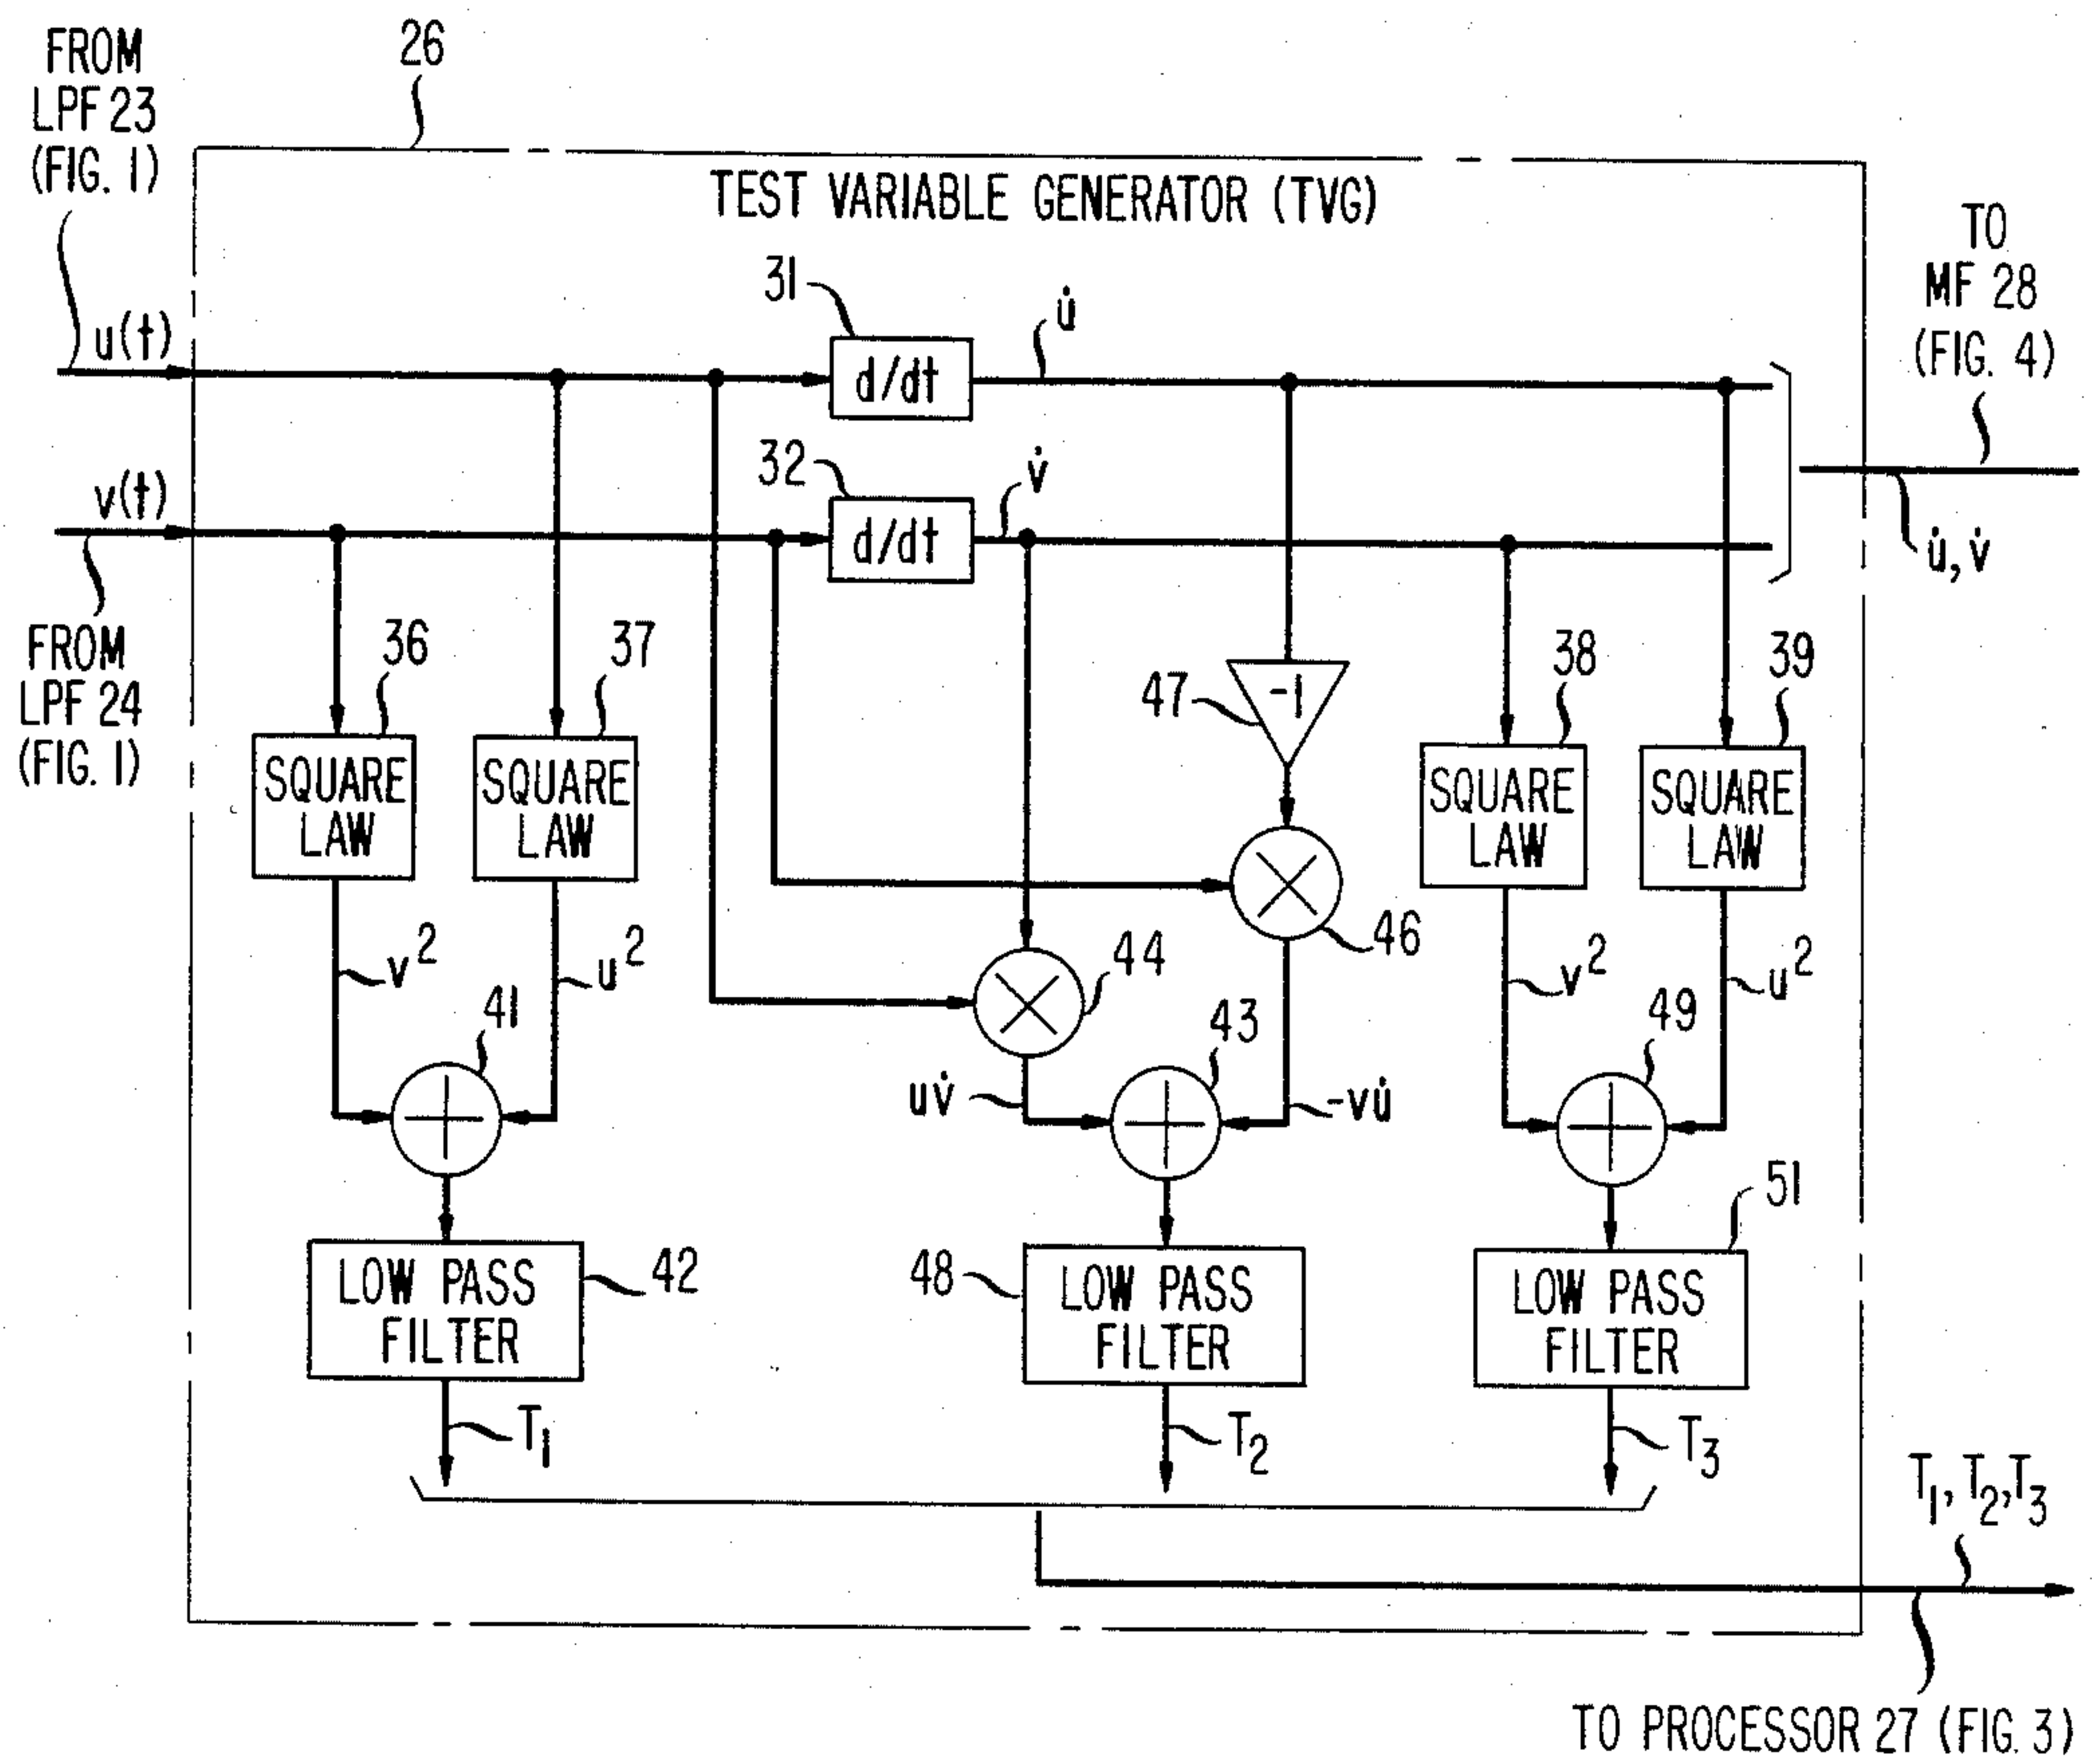 26
FROM
LPF 23
(FIG. 1)
TEST VARIABLE GENERATOR (TVG)
TO
MF 28
(FIG. 4)
31
u̇
u(t)
d/dt
32
v̇
v(t)
d/dt
u̇, v̇
FROM
LPF 24
(FIG. 1)
36
37
38
39
47
-1
SQUARE
LAW
SQUARE
LAW
SQUARE
LAW
SQUARE
LAW
46
44
v²
u²
v²
u²
41
43
49
uv̇
-vu̇
51
42
48
LOW PASS
FILTER
LOW PASS
FILTER
LOW PASS
FILTER
T₁
T₂
T₃
T₁, T₂, T₃
TO PROCESSOR 27 (FIG. 3)